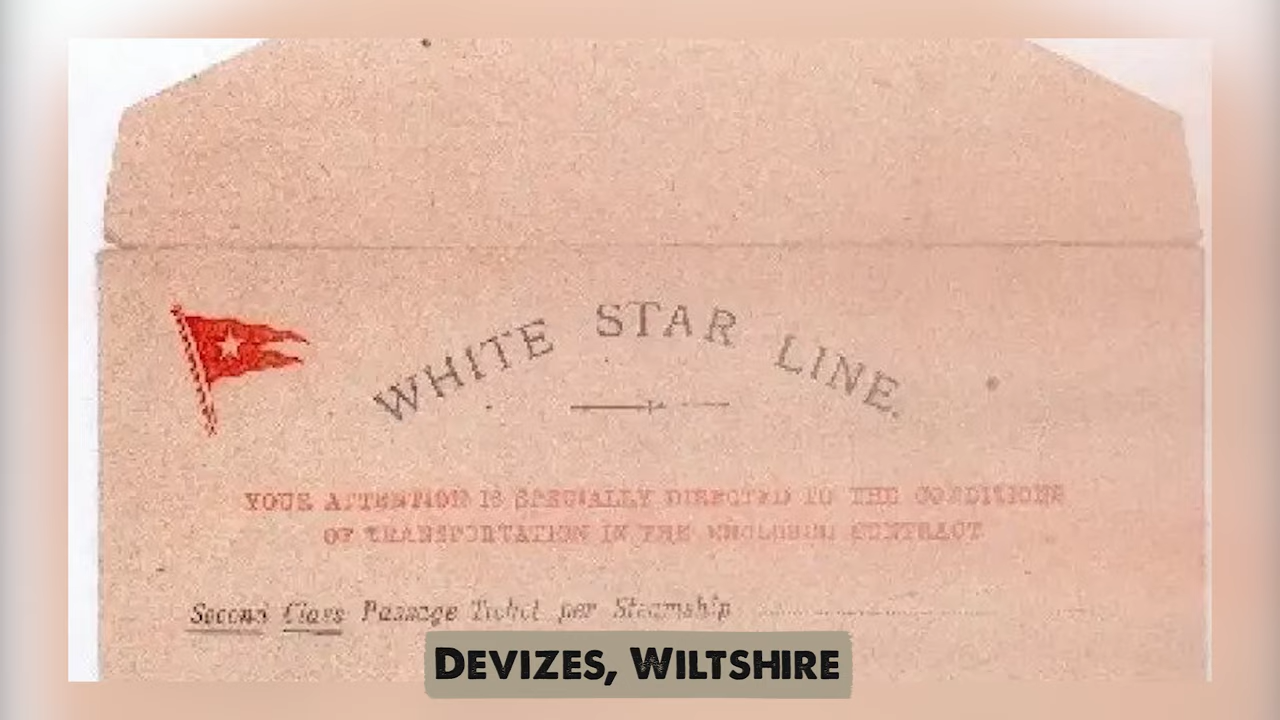 WHITE STAR LINE.
YOUR ATTENTION IS SPECIALLY DIRECTED TO THE CONDITIONS
OF TRANSPORTATION IN THE ENCLOSED CONTRACT
Second Class Passage Ticket per Steamship
DEVIZES, WILTSHIRE